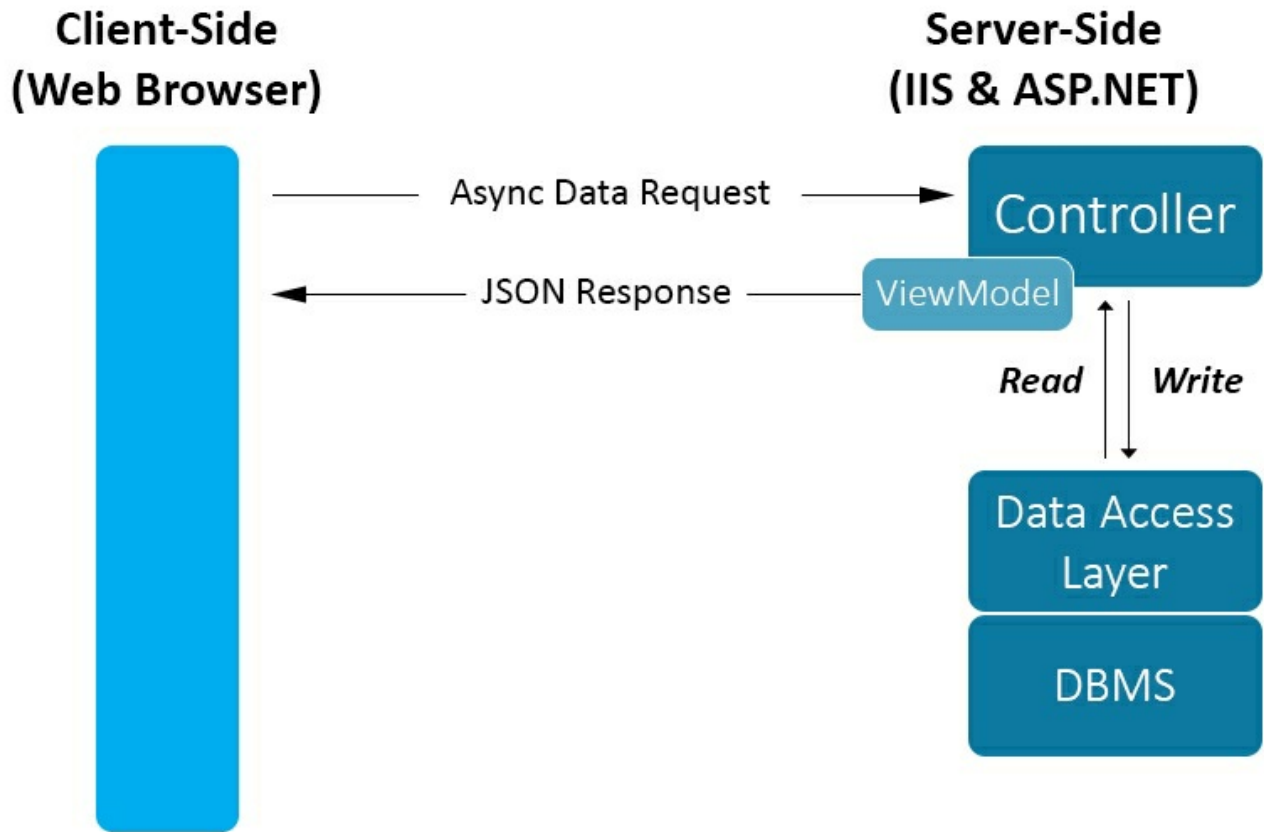 Client-Side
(Web Browser)
Server-Side
(IIS & ASP.NET)
Async Data Request
Controller
JSON Response
ViewModel
Read
Write
Data Access
Layer
DBMS